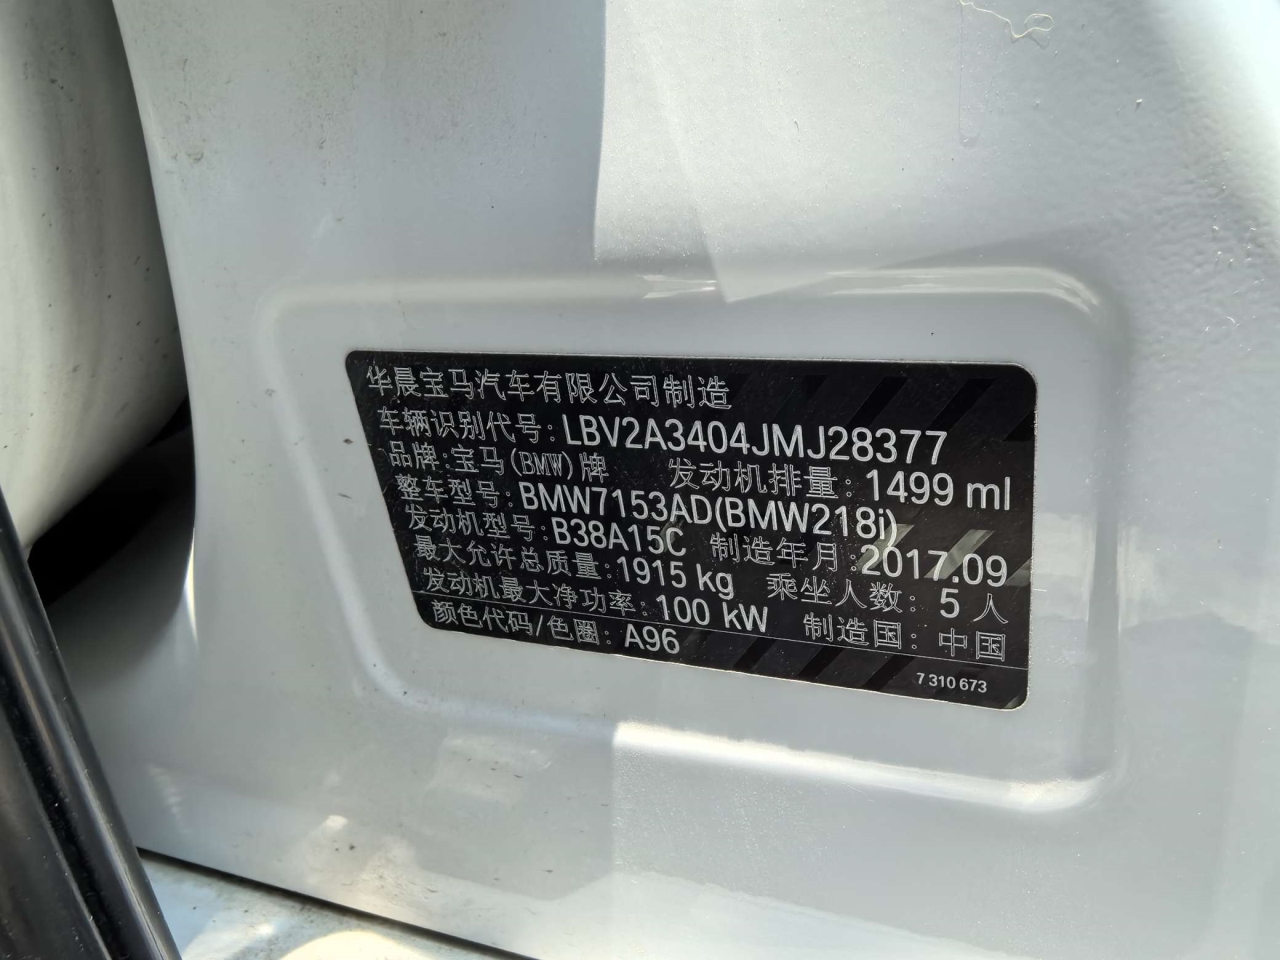 华晨宝马汽车有限公司制造
车辆识别代号: LBV2A3404JMJ28377
品牌: 宝马(BMW)牌 发动机排量: 1499 ml
整车型号: BMW7153AD(BMW218i)
发动机型号: B38A15C 制造年月: 2017.09
最大允许总质量: 1915 kg 乘坐人数: 5 人
发动机最大净功率: 100 kW 制造国: 中国
颜色代码/色圈: A96
7 310 673